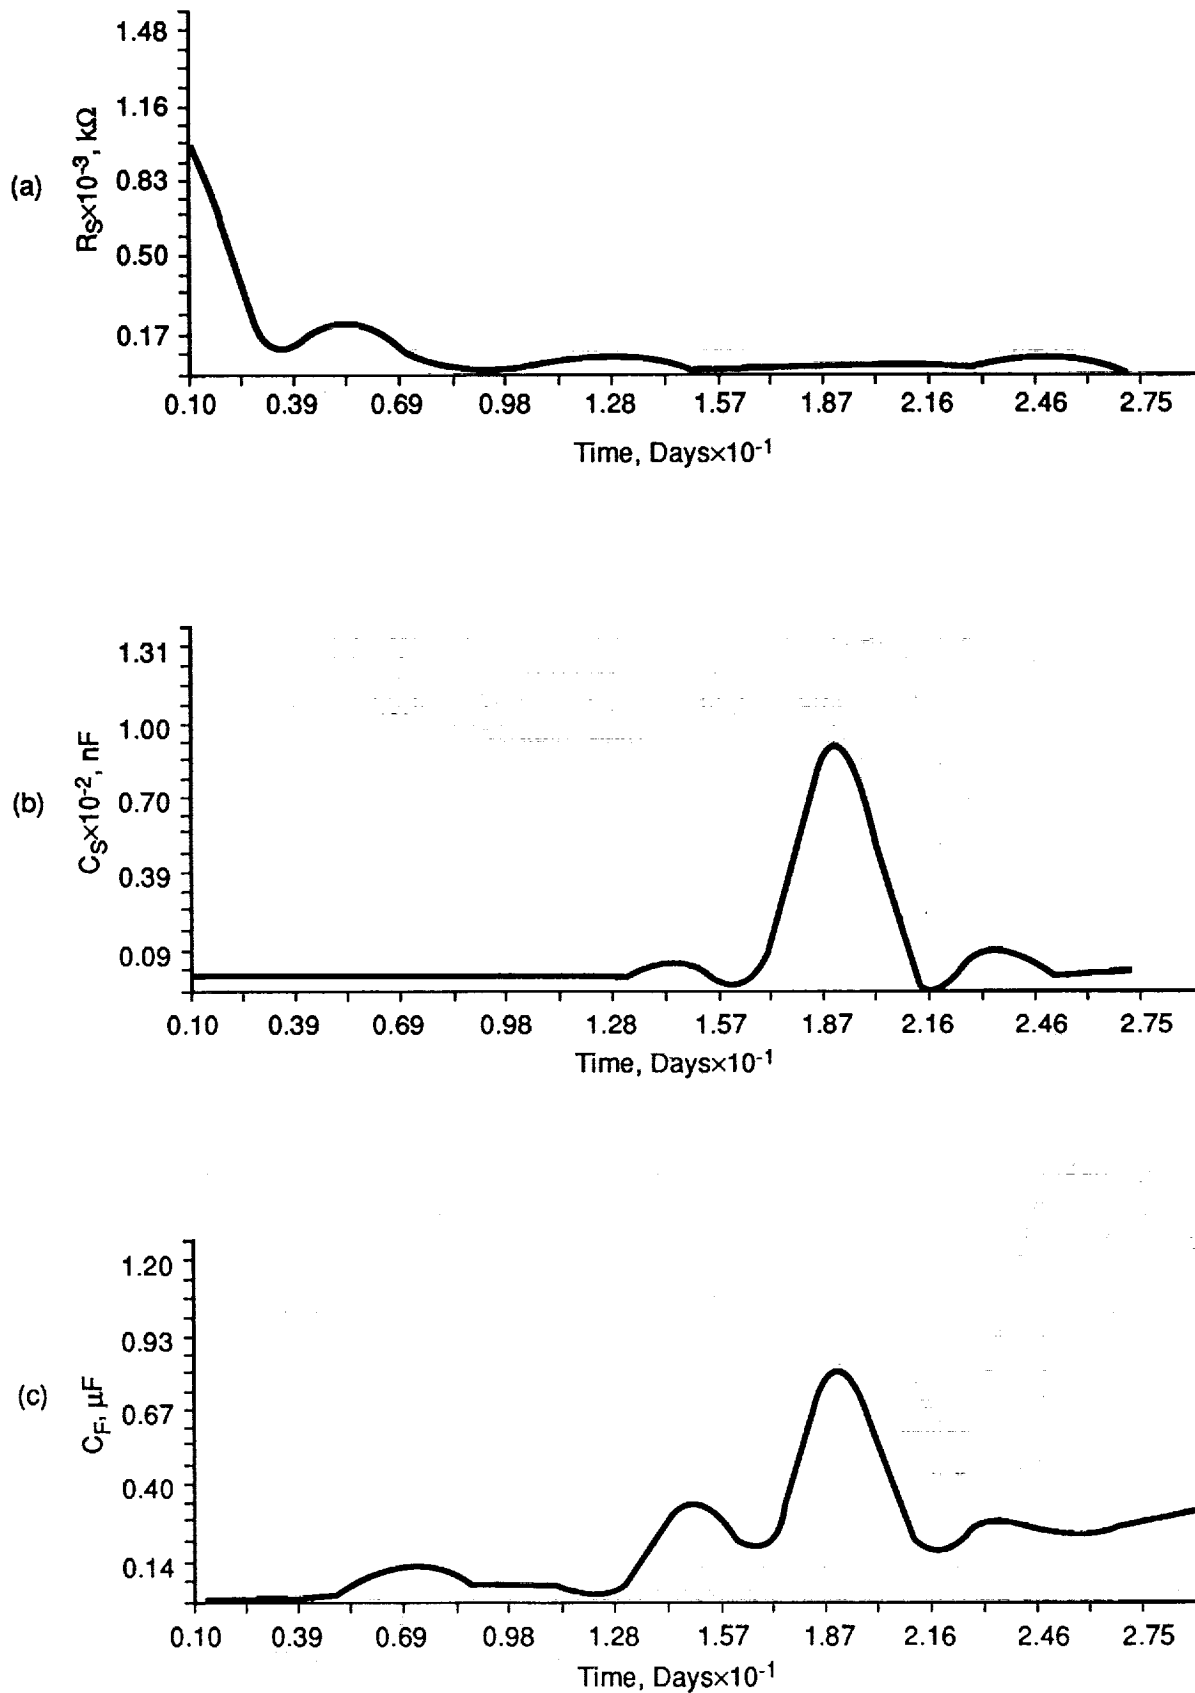 (a)
R_S×10⁻³, kΩ
1.48
1.16
0.83
0.50
0.17
0.10 0.39 0.69 0.98 1.28 1.57 1.87 2.16 2.46 2.75
Time, Days×10⁻¹
(b)
C_S×10⁻², nF
1.31
1.00
0.70
0.39
0.09
0.10 0.39 0.69 0.98 1.28 1.57 1.87 2.16 2.46 2.75
Time, Days×10⁻¹
(c)
C_F, μF
1.20
0.93
0.67
0.40
0.14
0.10 0.39 0.69 0.98 1.28 1.57 1.87 2.16 2.46 2.75
Time, Days×10⁻¹